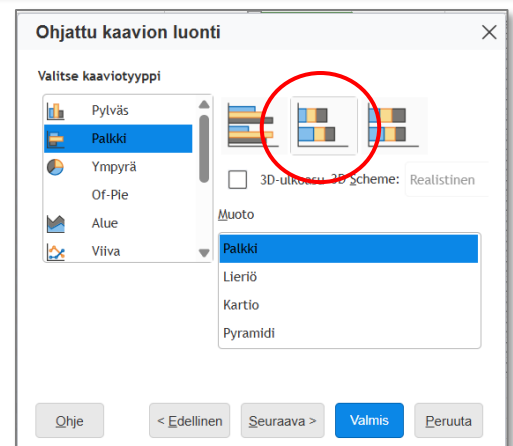 Ohjattu kaavion luonti
Valitse kaaviotyyppi
Pylväs
Palkki
Ympyrä
Of-Pie
Alue
Viiva
3D-ulkoasu 3D Scheme: Realistinen
Muoto
Palkki
Lieriö
Kartio
Pyramidi
Ohje < Edellinen Seuraava > Valmis Peruuta